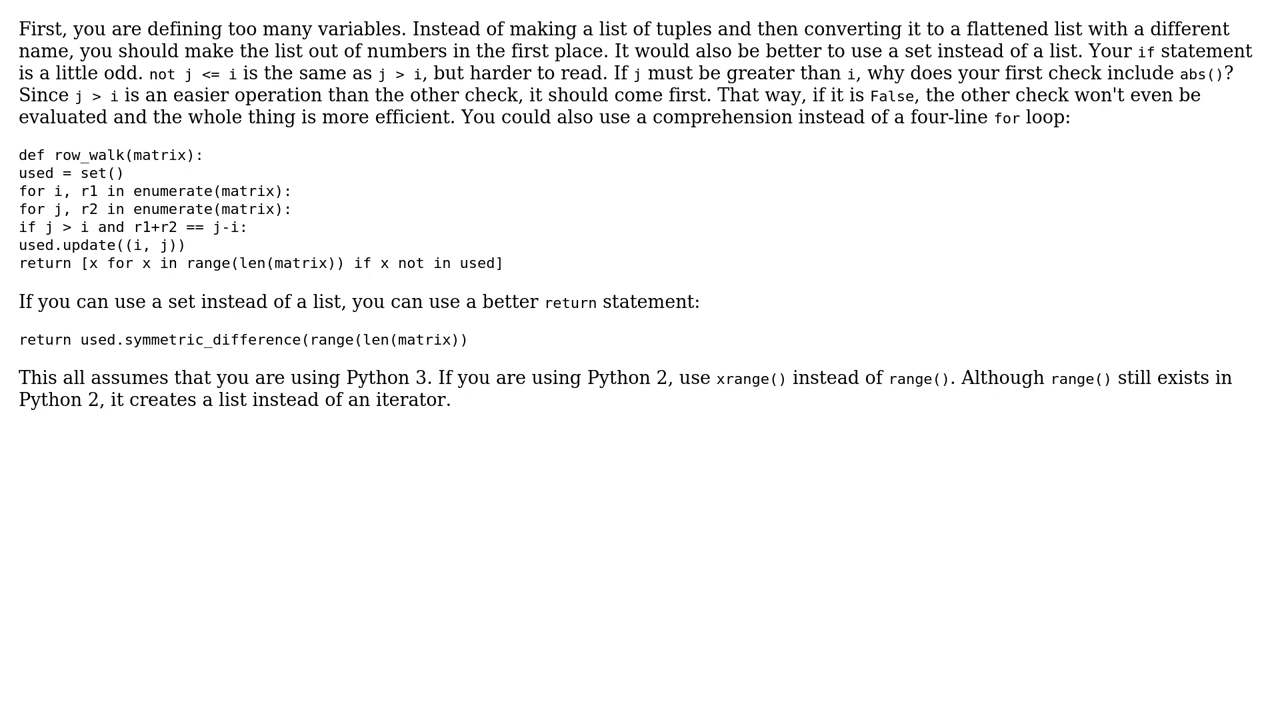 First, you are defining too many variables. Instead of making a list of tuples and then converting it to a flattened list with a different
name, you should make the list out of numbers in the first place. It would also be better to use a set instead of a list. Your if statement
is a little odd. not j <= i is the same as j > i, but harder to read. If j must be greater than i, why does your first check include abs()?
Since j > i is an easier operation than the other check, it should come first. That way, if it is False, the other check won't even be
evaluated and the whole thing is more efficient. You could also use a comprehension instead of a four-line for loop:
def row_walk(matrix):
used = set()
for i, r1 in enumerate(matrix):
for j, r2 in enumerate(matrix):
if j > i and r1+r2 == j-i:
used.update((i, j))
return [x for x in range(len(matrix)) if x not in used]
If you can use a set instead of a list, you can use a better return statement:
return used.symmetric_difference(range(len(matrix))
This all assumes that you are using Python 3. If you are using Python 2, use xrange() instead of range(). Although range() still exists in
Python 2, it creates a list instead of an iterator.